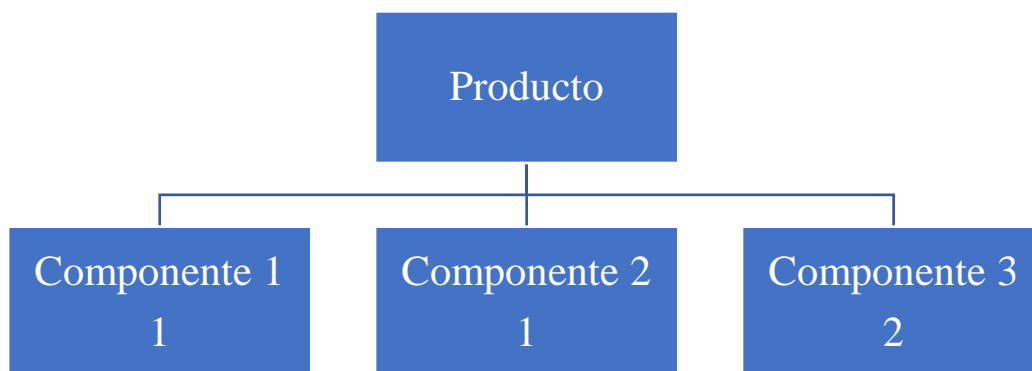 Producto
Componente 1
1
Componente 2
1
Componente 3
2